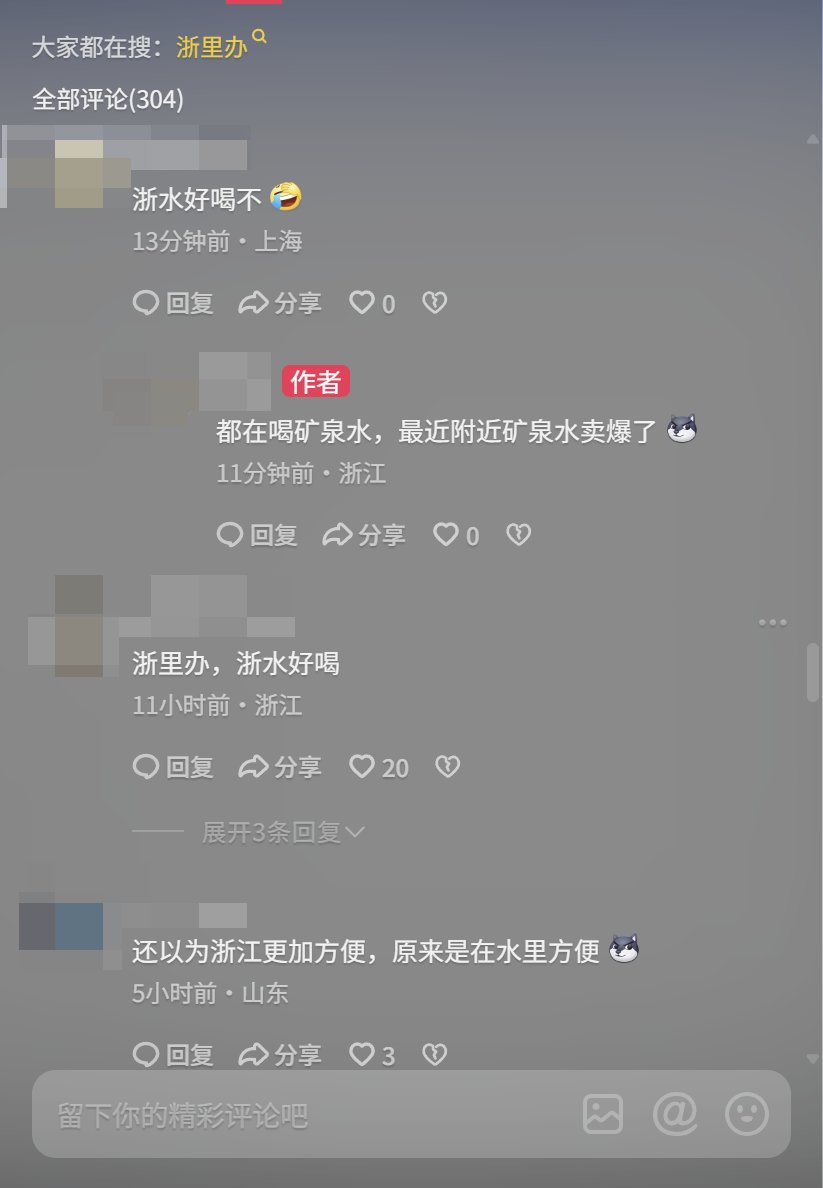 大家都在搜：浙里办
全部评论(304)
浙水好喝不🤣
13分钟前·上海
回复 分享 0
作者
都在喝矿泉水，最近附近矿泉水卖爆了
11分钟前·浙江
回复 分享 0
浙里办，浙水好喝
11小时前·浙江
回复 分享 20
展开3条回复
还以为浙江更加方便，原来是在水里方便
5小时前·山东
回复 分享 3
留下你的精彩评论吧